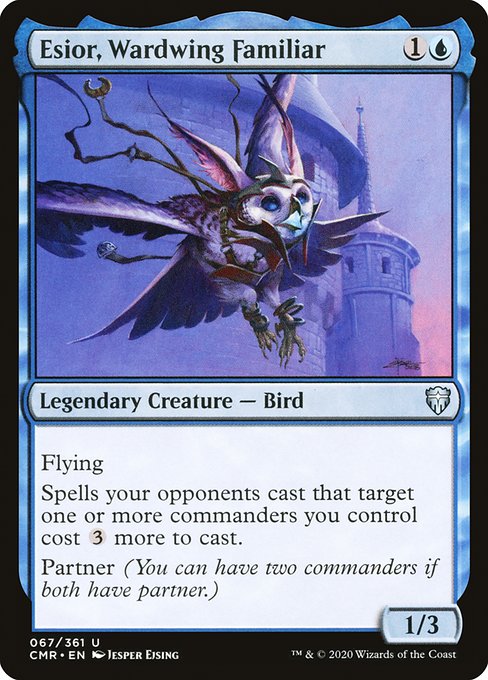 Esior, Wardwing Familiar 1
Legendary Creature — Bird
Flying
Spells your opponents cast that target
one or more commanders you control
cost 3 more to cast.
Partner (You can have two commanders if
both have partner.)
1/3
067/361 U
CMR • EN Jesper Ejsing
™ & © 2020 Wizards of the Coast